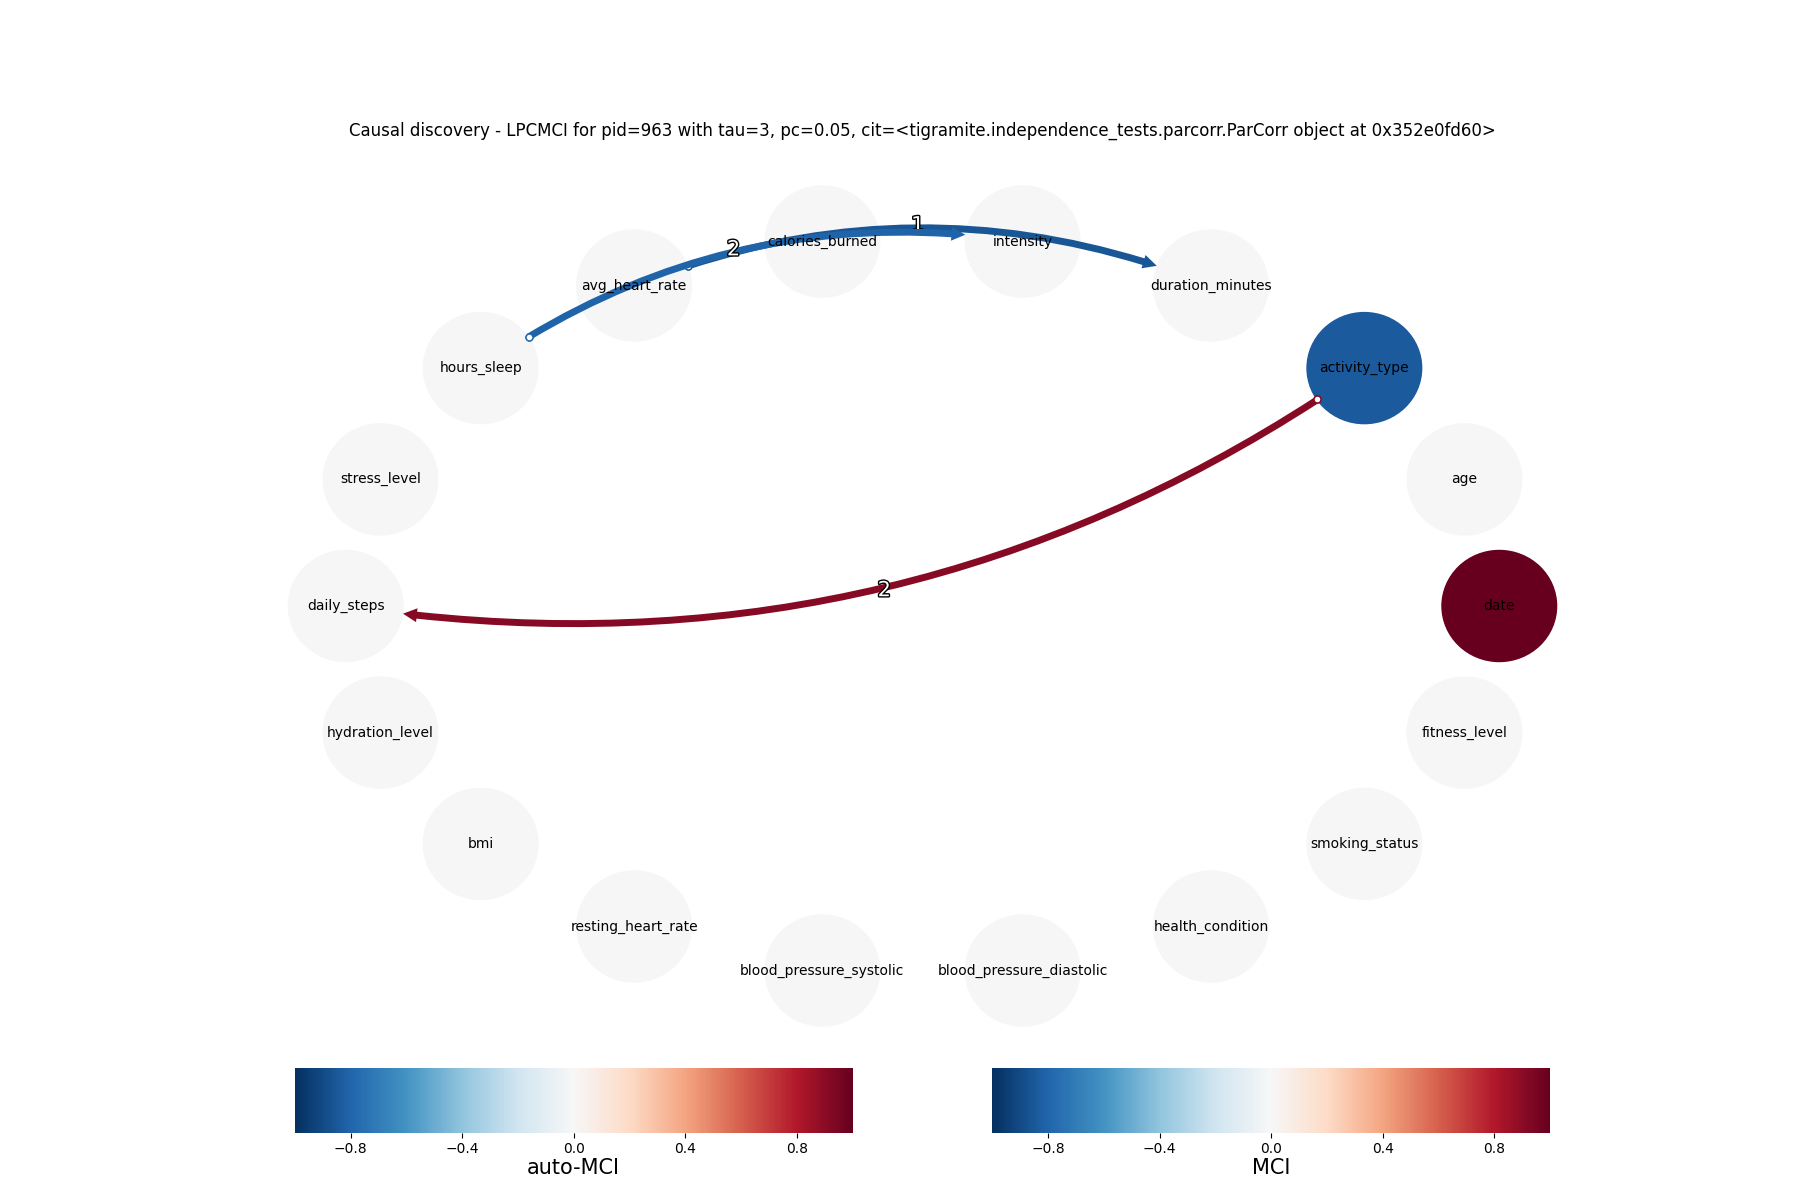 Causal discovery - LPCMCI for pid=963 with tau=3, pc=0.05, cit=<tigramite.independence_tests.parcorr.ParCorr object at 0x352e0fd60>
1
2
calories_burned
intensity
avg_heart_rate
duration_minutes
hours_sleep
activity_type
stress_level
age
2
daily_steps
date
hydration_level
fitness_level
bmi
smoking_status
resting_heart_rate
health_condition
blood_pressure_systolic
blood_pressure_diastolic
−0.8 −0.4 0.0 0.4 0.8
auto-MCI
−0.8 −0.4 0.0 0.4 0.8
MCI